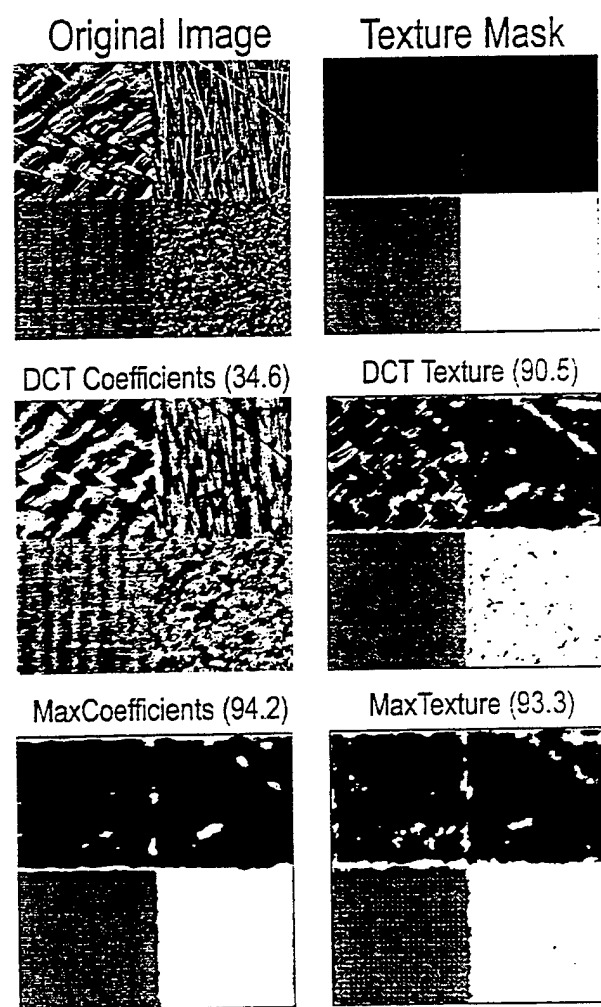 Original Image
Texture Mask
DCT Coefficients (34.6)
DCT Texture (90.5)
MaxCoefficients (94.2)
MaxTexture (93.3)